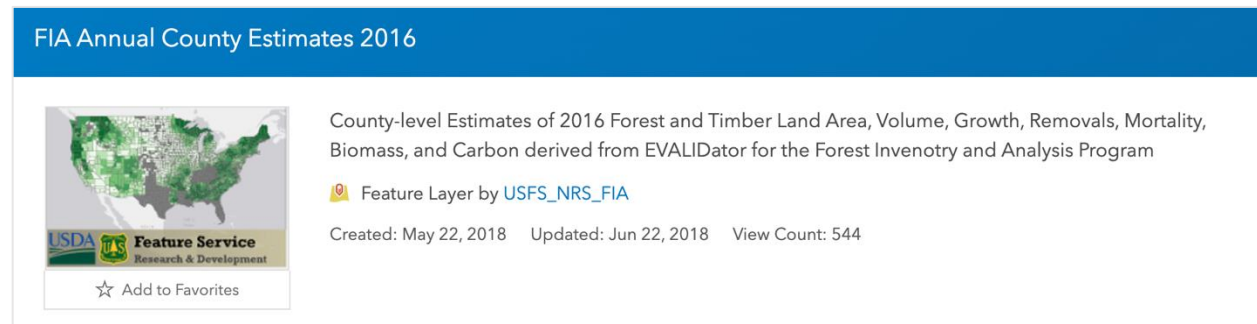 FIA Annual County Estimates 2016
County-level Estimates of 2016 Forest and Timber Land Area, Volume, Growth, Removals, Mortality,
Biomass, and Carbon derived from EVALIDator for the Forest Invenotry and Analysis Program
Feature Layer by USFS_NRS_FIA
Created: May 22, 2018 Updated: Jun 22, 2018 View Count: 544
USDA
Feature Service
Research & Development
☆ Add to Favorites